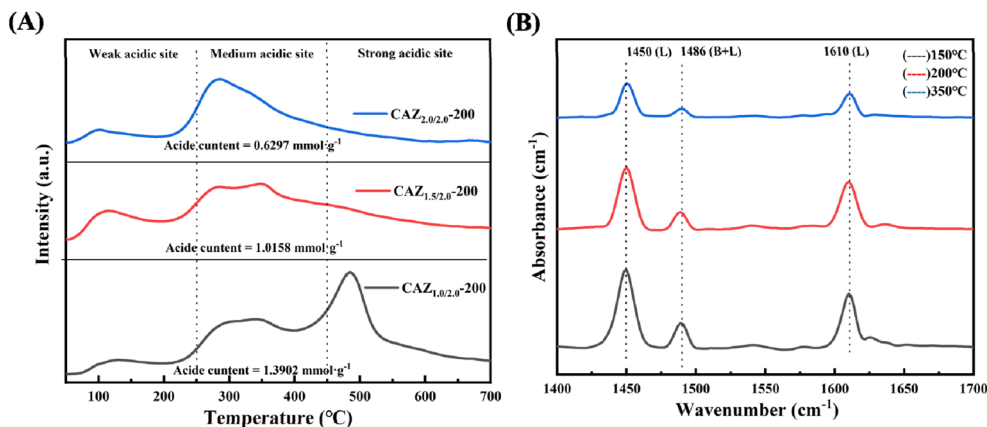 (A)
Weak acidic site Medium acidic site Strong acidic site
CAZ2.0/2.0-200
Acide cuntent = 0.6297 mmol·g-1
CAZ1.5/2.0-200
Acide cuntent = 1.0158 mmol·g-1
CAZ1.0/2.0-200
Acide cuntent = 1.3902 mmol·g-1
Intensity (a.u.)
100 200 300 400 500 600 700
Temperature (℃)
(B)
1450 (L) 1486 (B+L) 1610 (L)
(----)150℃
(----)200℃
(----)350℃
Absorbance (cm-1)
1400 1450 1500 1550 1600 1650 1700
Wavenumber (cm-1)